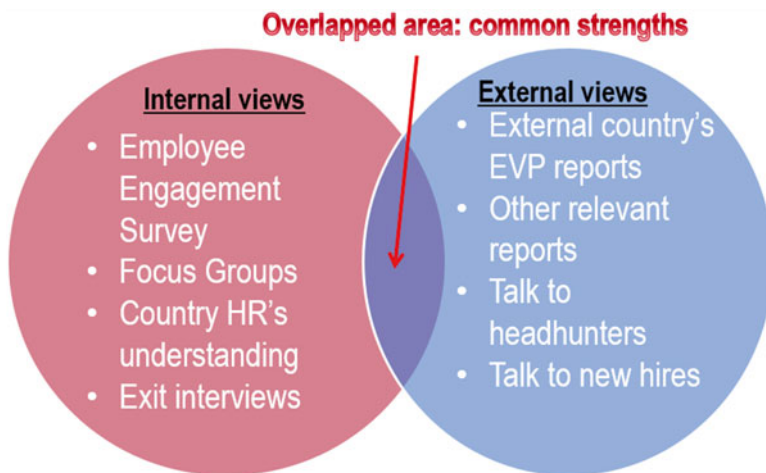 Overlapped area: common strengths
Internal views
• Employee
Engagement
Survey
• Focus Groups
• Country HR's
understanding
• Exit interviews
External views
• External country's
EVP reports
• Other relevant
reports
• Talk to
headhunters
• Talk to new hires